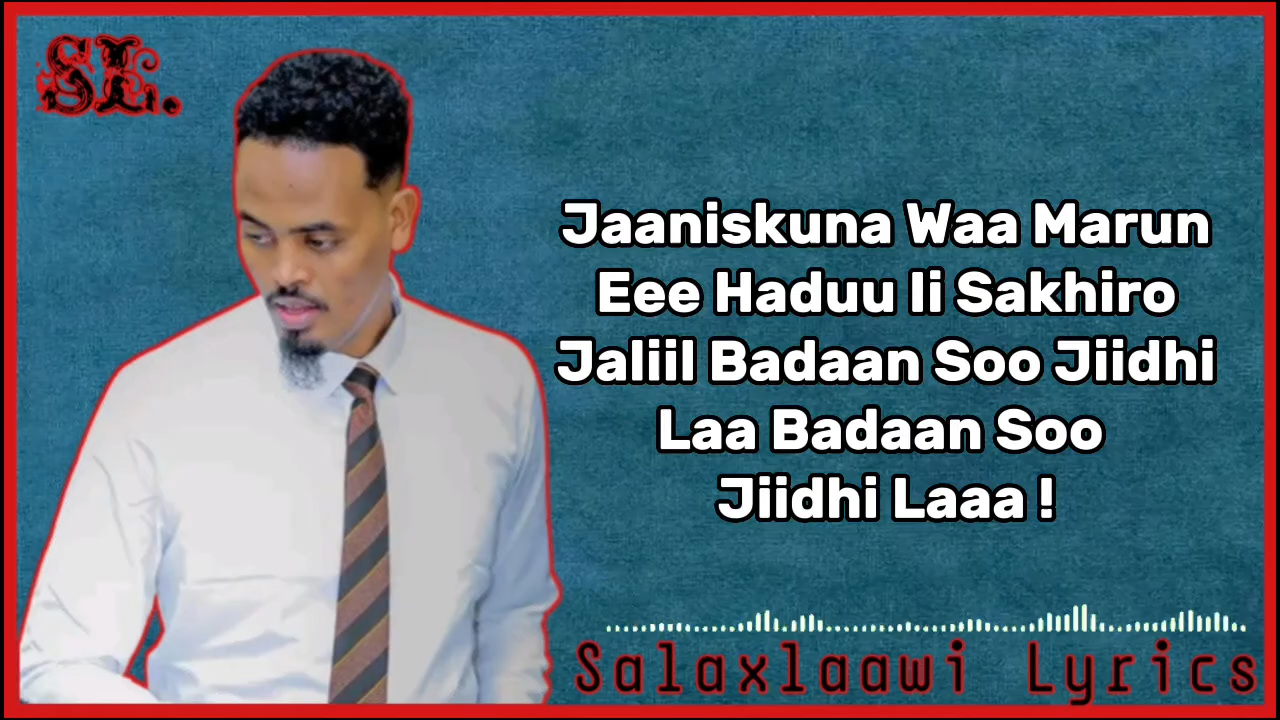 SL.
Jaaniskuna Waa Marun
Eee Haduu Ii Sakhiro
Jaliil Badaan Soo Jiidhi
Laa Badaan Soo
Jiidhi Laaa !
Salaxlaawi Lyrics